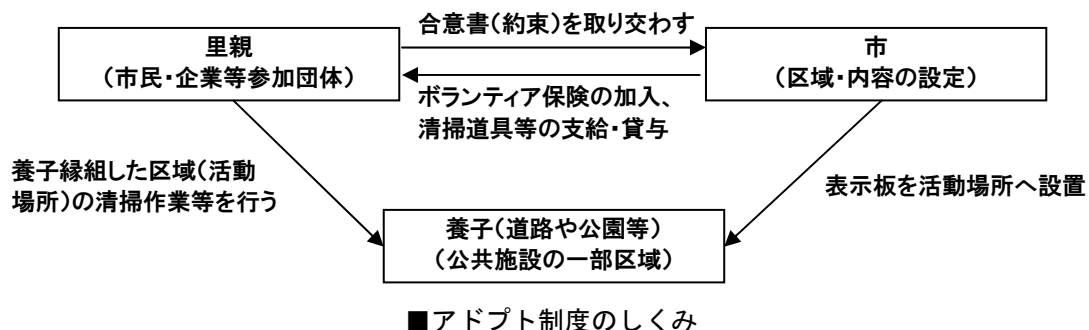 合意書(約束)を取り交わす
里親
(市民・企業等参加団体)
市
(区域・内容の設定)
ボランティア保険の加入、
清掃道具等の支給・貸与
養子縁組した区域(活動
場所)の清掃作業等を行う
表示板を活動場所へ設置
養子(道路や公園等)
(公共施設の一部区域)
■アドプト制度のしくみ